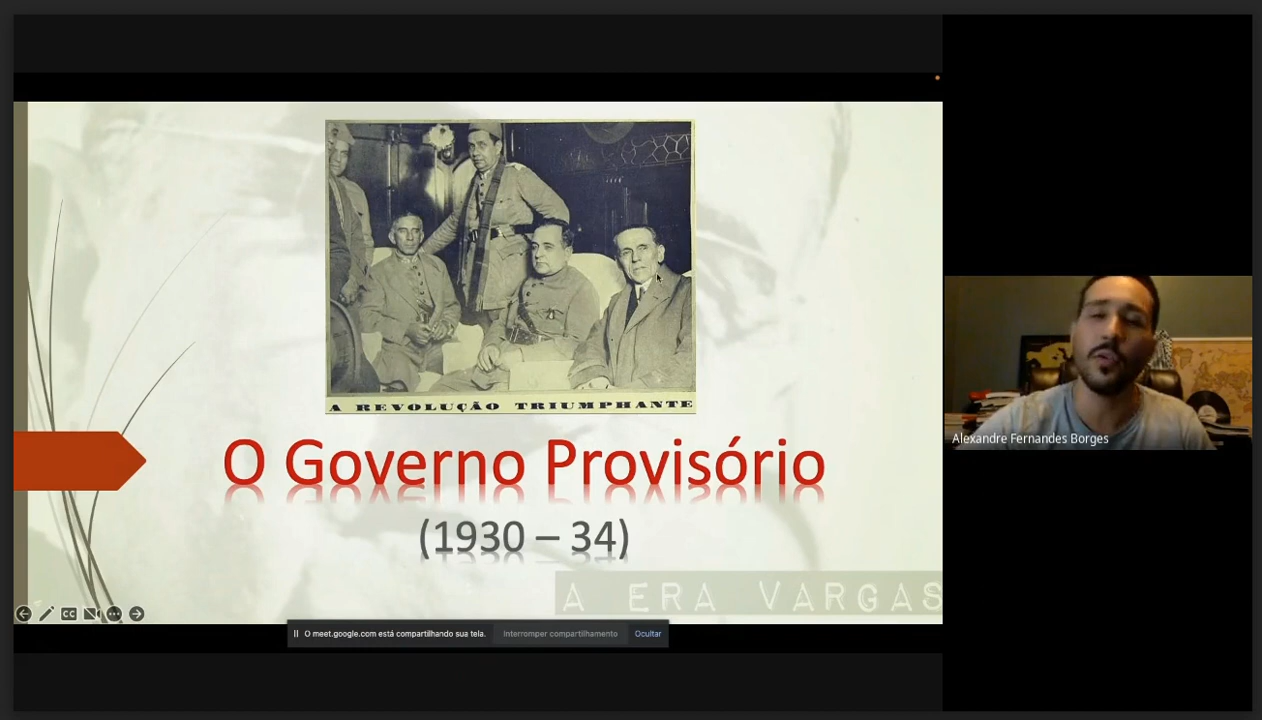 A REVOLUÇÃO TRIUMPHANTE
O Governo Provisório
(1930 – 34)
A ERA VARGAS
CC
O meet.google.com está compartilhando sua tela.
Interromper compartilhamento
Ocultar
Alexandre Fernandes Borges